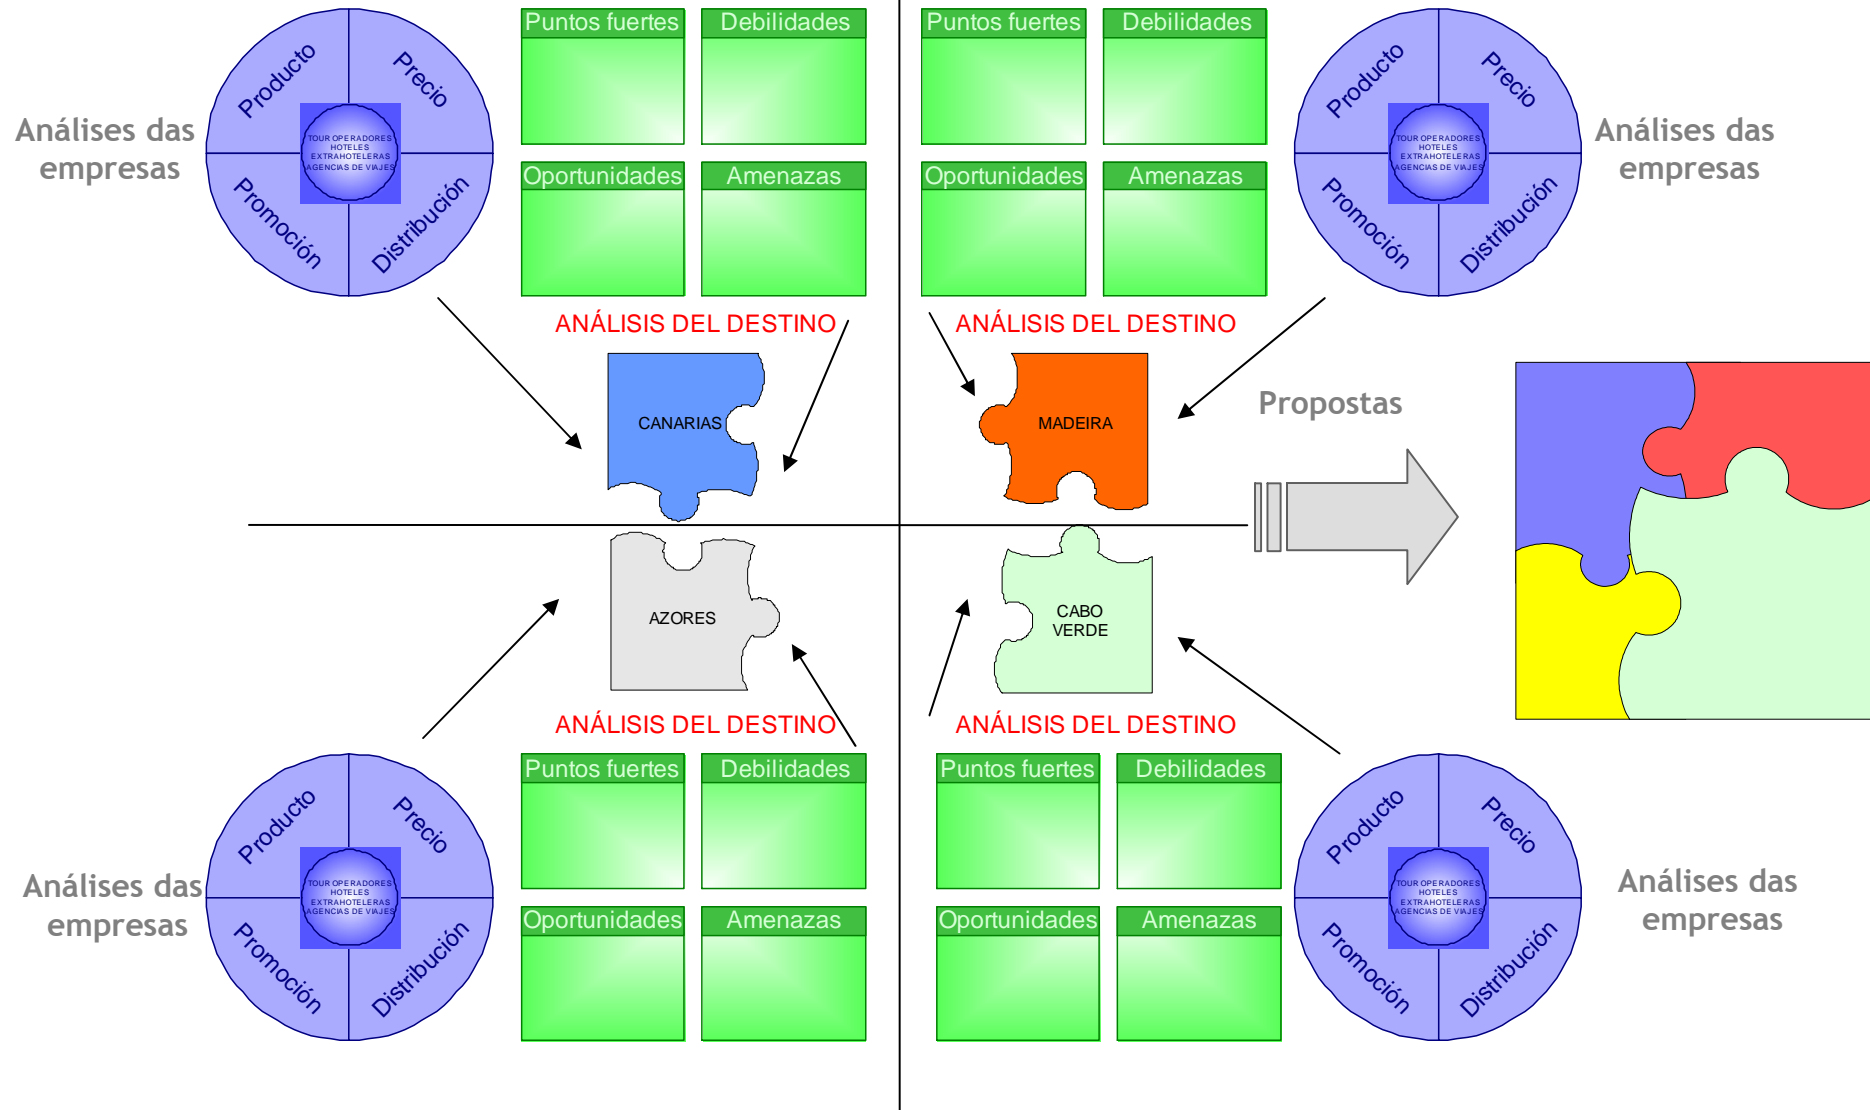 Análises das
empresas
Producto
Precio
TOUR OPERADORES
HOTELES
EXTRAHOTELERAS
AGENCIAS DE VIAJES
Promoción
Distribución
Puntos fuertes
Debilidades
Oportunidades
Amenazas
ANÁLISIS DEL DESTINO
CANARIAS
Puntos fuertes
Debilidades
Oportunidades
Amenazas
ANÁLISIS DEL DESTINO
MADEIRA
Producto
Precio
TOUR OPERADORES
HOTELES
EXTRAHOTELERAS
AGENCIAS DE VIAJES
Promoción
Distribución
Análises das
empresas
Propostas
AZORES
ANÁLISIS DEL DESTINO
Análises das
empresas
Producto
Precio
TOUR OPERADORES
HOTELES
EXTRAHOTELERAS
AGENCIAS DE VIAJES
Promoción
Distribución
Puntos fuertes
Debilidades
Oportunidades
Amenazas
CABO
VERDE
ANÁLISIS DEL DESTINO
Puntos fuertes
Debilidades
Oportunidades
Amenazas
Producto
Precio
TOUR OPERADORES
HOTELES
EXTRAHOTELERAS
AGENCIAS DE VIAJES
Promoción
Distribución
Análises das
empresas